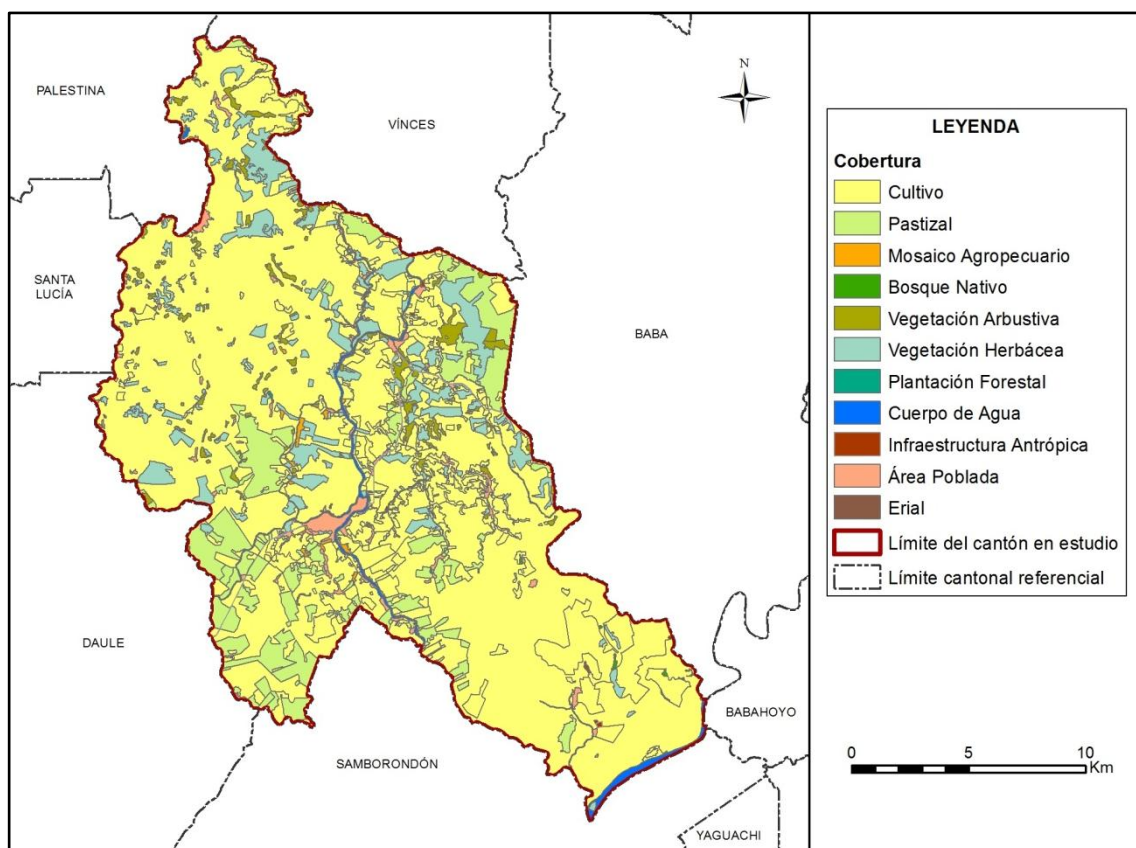 PALESTINA
VÍNCES
N
SANTA
LUCÍA
BABA
DAULE
BABAHOYO
SAMBORONDÓN
YAGUACHI
LEYENDA
Cobertura
Cultivo
Pastizal
Mosaico Agropecuario
Bosque Nativo
Vegetación Arbustiva
Vegetación Herbácea
Plantación Forestal
Cuerpo de Agua
Infraestructura Antrópica
Área Poblada
Erial
Límite del cantón en estudio
Límite cantonal referencial
0 5 10
Km